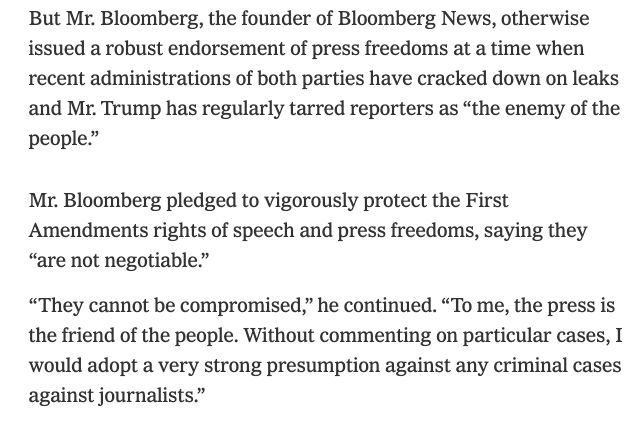 But Mr. Bloomberg, the founder of Bloomberg News, otherwise
issued a robust endorsement of press freedoms at a time when
recent administrations of both parties have cracked down on leaks
and Mr. Trump has regularly tarred reporters as “the enemy of the
people.”
Mr. Bloomberg pledged to vigorously protect the First
Amendments rights of speech and press freedoms, saying they
“are not negotiable.”
“They cannot be compromised,” he continued. “To me, the press is
the friend of the people. Without commenting on particular cases, I
would adopt a very strong presumption against any criminal cases
against journalists.”